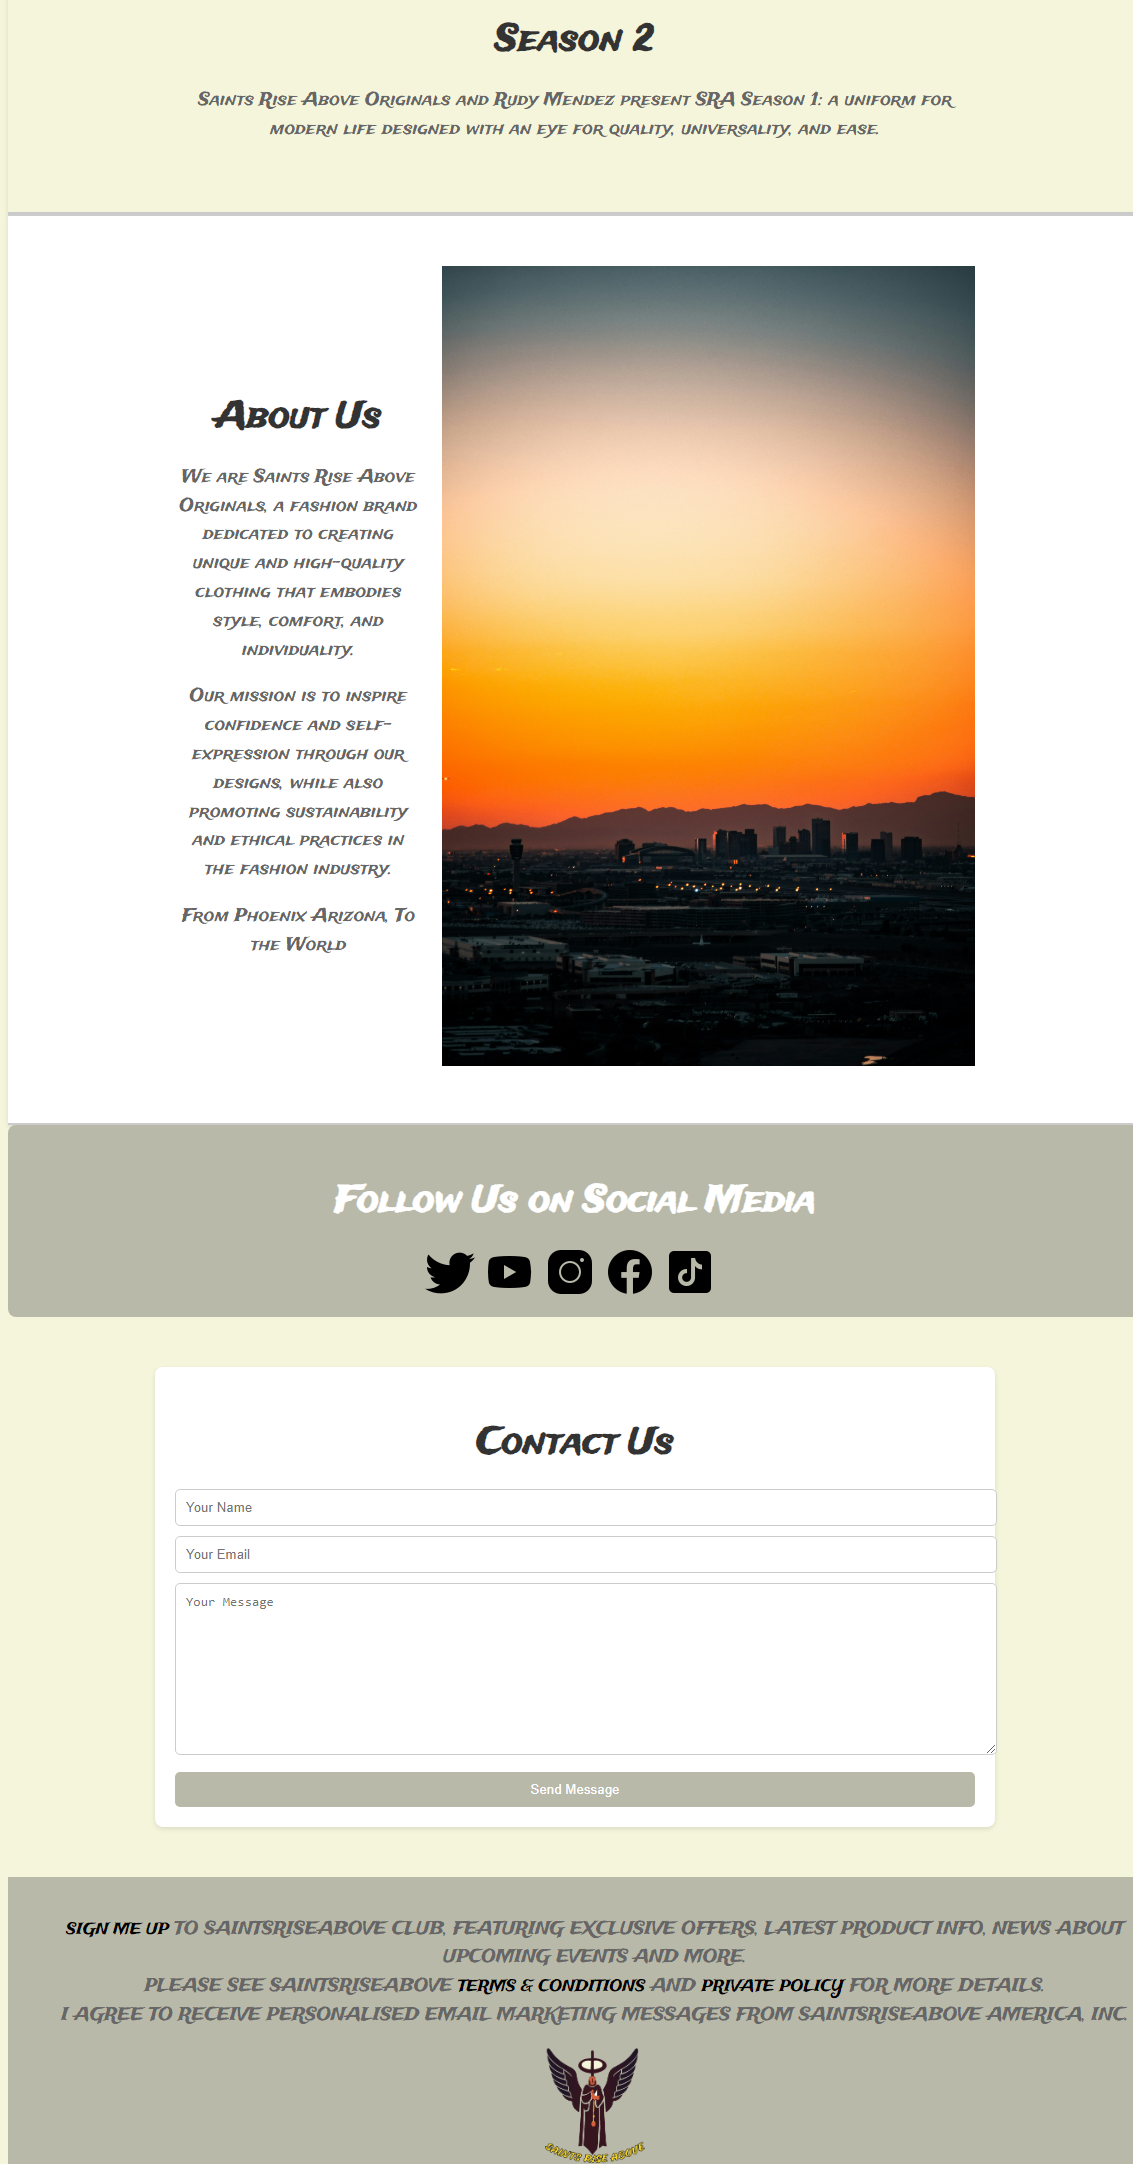 Season 2
Saints Rise Above Originals and Rudy Mendez present SRA Season 1: a uniform for
modern life designed with an eye for quality, universality, and ease.
About Us
We are Saints Rise Above
Originals, a fashion brand
dedicated to creating
unique and high-quality
clothing that embodies
style, comfort, and
individuality.
Our mission is to inspire
confidence and self-
expression through our
designs, while also
promoting sustainability
and ethical practices in
the fashion industry.
From Phoenix Arizona, To
the World
Follow Us on Social Media
Contact Us
Your Name
Your Email
Your Message
Send Message
SIGN ME UP TO SAINTSRISEABOVE CLUB, FEATURING EXCLUSIVE OFFERS, LATEST PRODUCT INFO, NEWS ABOUT
UPCOMING EVENTS AND MORE.
PLEASE SEE SAINTSRISEABOVE TERMS & CONDITIONS AND PRIVATE POLICY FOR MORE DETAILS.
I AGREE TO RECEIVE PERSONALISED EMAIL MARKETING MESSAGES FROM SAINTSRISEABOVE AMERICA, INC.
SAINTS RISE ABOVE